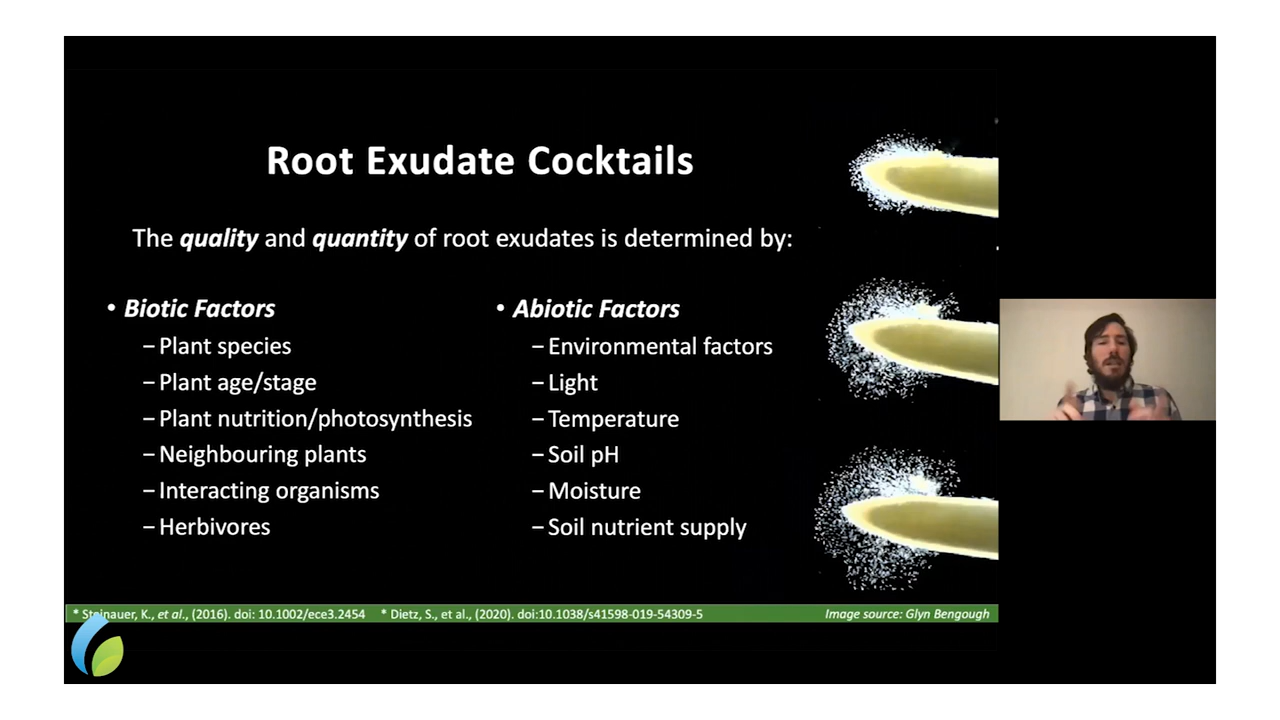 Root Exudate Cocktails
The quality and quantity of root exudates is determined by:
• Biotic Factors
– Plant species
– Plant age/stage
– Plant nutrition/photosynthesis
– Neighbouring plants
– Interacting organisms
– Herbivores
• Abiotic Factors
– Environmental factors
– Light
– Temperature
– Soil pH
– Moisture
– Soil nutrient supply
* Steinauer, K., et al., (2016). doi: 10.1002/ece3.2454 * Dietz, S., et al., (2020). doi:10.1038/s41598-019-54309-5
Image source: Glyn Bengough